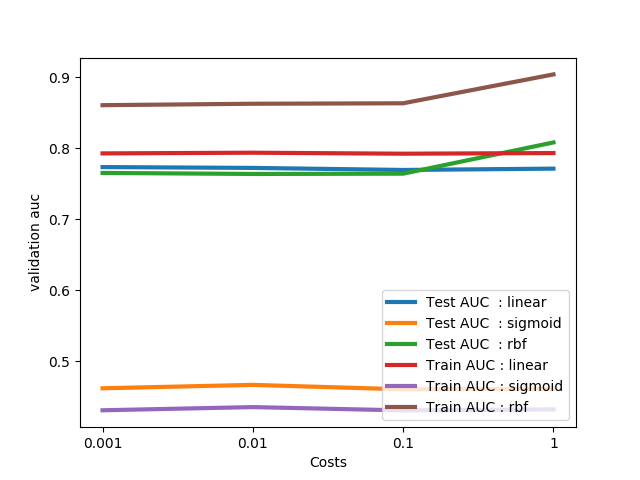 0.9
0.8
0.7
0.6
0.5
validation auc
Test AUC : linear
Test AUC : sigmoid
Test AUC : rbf
Train AUC : linear
Train AUC : sigmoid
Train AUC : rbf
0.001 0.01 0.1 1
Costs